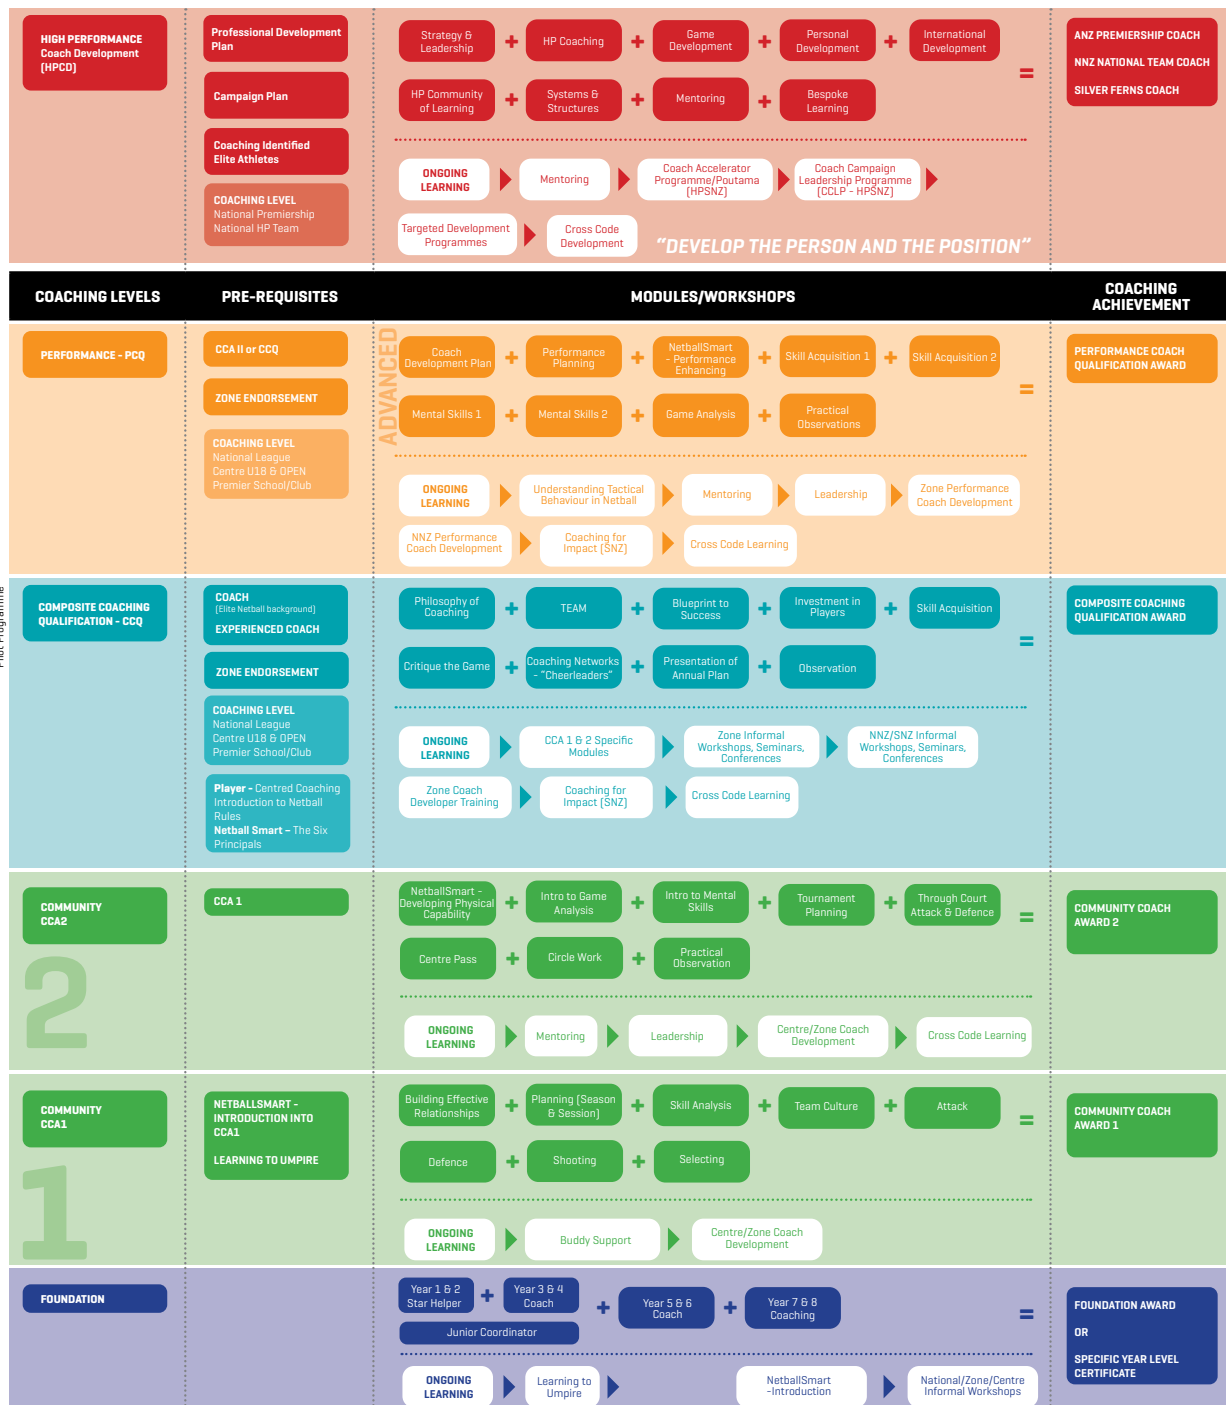 HIGH PERFORMANCE
Coach Development
(HPCD)
Professional Development
Plan
Campaign Plan
Coaching Identified
Elite Athletes
COACHING LEVEL
National Premiership
National HP Team
Strategy &
Leadership
+
HP Coaching
+
Game
Development
+
Personal
Development
+
International
Development
HP Community
of Learning
+
Systems &
Structures
+
Mentoring
+
Bespoke
Learning
=
ONGOING
LEARNING
Mentoring
Coach Accelerator
Programme/Poutama
(HPSNZ)
Coach Campaign
Leadership Programme
(CCLP - HPSNZ)
Targeted Development
Programmes
Cross Code
Development
"DEVELOP THE PERSON AND THE POSITION"
ANZ PREMIERSHIP COACH
NNZ NATIONAL TEAM COACH
SILVER FERNS COACH
COACHING LEVELS
PRE-REQUISITES
MODULES/WORKSHOPS
COACHING
ACHIEVEMENT
PERFORMANCE - PCQ
CCA II or CCQ
ZONE ENDORSEMENT
COACHING LEVEL
National League
Centre U18 & OPEN
Premier School/Club
ADVANCED
Coach
Development Plan
+
Performance
Planning
+
NetballSmart
- Performance
Enhancing
+
Skill Acquisition 1
+
Skill Acquisition 2
Mental Skills 1
+
Mental Skills 2
+
Game Analysis
+
Practical
Observations
=
ONGOING
LEARNING
Understanding Tactical
Behaviour in Netball
Mentoring
Leadership
Zone Performance
Coach Development
NNZ Performance
Coach Development
Coaching for
Impact (SNZ)
Cross Code Learning
PERFORMANCE COACH
QUALIFICATION AWARD
Pilot Programme
COMPOSITE COACHING
QUALIFICATION - CCQ
COACH
(Elite Netball background)
EXPERIENCED COACH
ZONE ENDORSEMENT
COACHING LEVEL
National League
Centre U18 & OPEN
Premier School/Club
Player - Centred Coaching
Introduction to Netball
Rules
Netball Smart – The Six
Principals
Philosophy of
Coaching
+
TEAM
+
Blueprint to
Success
+
Investment in
Players
+
Skill Acquisition
Critique the Game
+
Coaching Networks
- "Cheerleaders"
+
Presentation of
Annual Plan
+
Observation
=
ONGOING
LEARNING
CCA 1 & 2 Specific
Modules
Zone Informal
Workshops, Seminars,
Conferences
NNZ/SNZ Informal
Workshops, Seminars,
Conferences
Zone Coach
Developer Training
Coaching for
Impact (SNZ)
Cross Code Learning
COMPOSITE COACHING
QUALIFICATION AWARD
COMMUNITY
CCA2
2
CCA 1
NetballSmart –
Developing Physical
Capability
+
Intro to Game
Analysis
+
Intro to Mental
Skills
+
Tournament
Planning
+
Through Court
Attack & Defence
Centre Pass
+
Circle Work
+
Practical
Observation
=
ONGOING
LEARNING
Mentoring
Leadership
Centre/Zone Coach
Development
Cross Code Learning
COMMUNITY COACH
AWARD 2
COMMUNITY
CCA1
1
NETBALLSMART –
INTRODUCTION INTO
CCA1
LEARNING TO UMPIRE
Building Effective
Relationships
+
Planning (Season
& Session)
+
Skill Analysis
+
Team Culture
+
Attack
Defence
+
Shooting
+
Selecting
=
ONGOING
LEARNING
Buddy Support
Centre/Zone Coach
Development
COMMUNITY COACH
AWARD 1
FOUNDATION
Year 1 & 2
Star Helper
+
Year 3 & 4
Coach
Junior Coordinator
+
Year 5 & 6
Coach
+
Year 7 & 8
Coaching
=
ONGOING
LEARNING
Learning to
Umpire
NetballSmart
-Introduction
National/Zone/Centre
Informal Workshops
FOUNDATION AWARD
OR
SPECIFIC YEAR LEVEL
CERTIFICATE